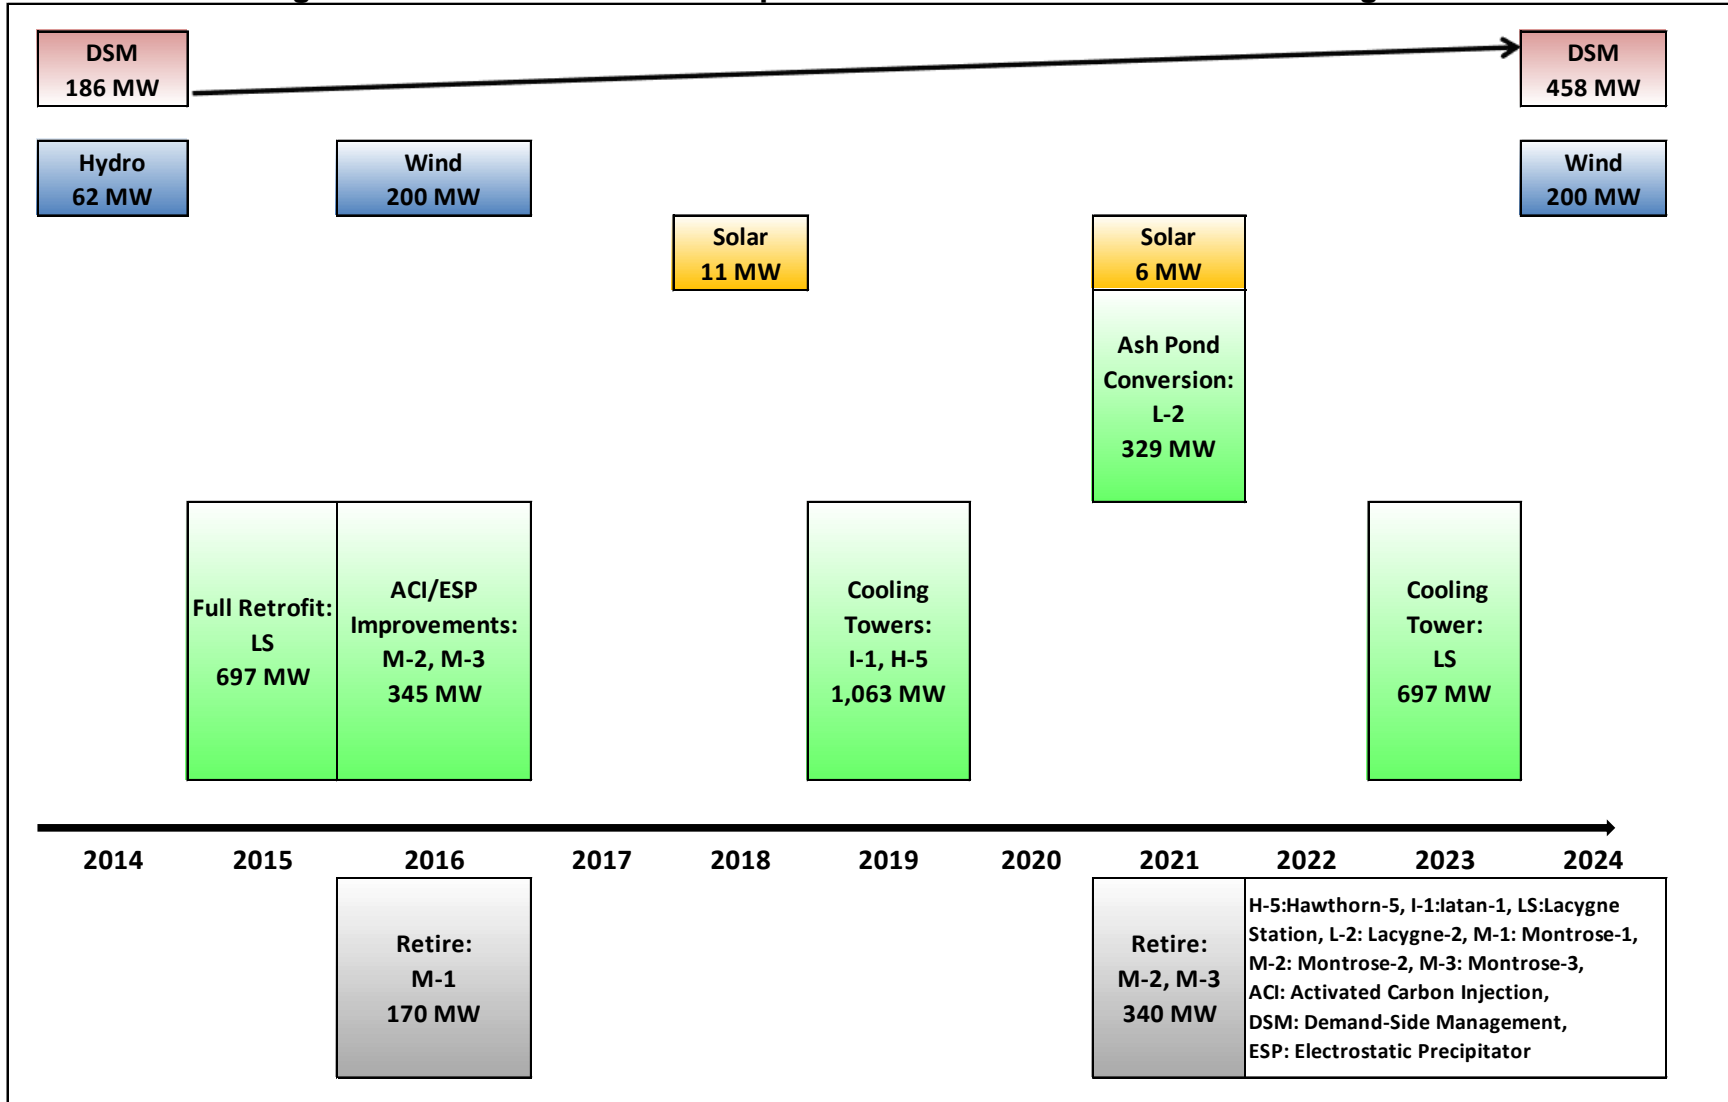 DSM
186 MW
DSM
458 MW
Hydro
62 MW
Wind
200 MW
Wind
200 MW
Solar
11 MW
Solar
6 MW
Ash Pond
Conversion:
L-2
329 MW
Full Retrofit:
LS
697 MW
ACI/ESP
Improvements:
M-2, M-3
345 MW
Cooling
Towers:
I-1, H-5
1,063 MW
Cooling
Tower:
LS
697 MW
2014 2015 2016 2017 2018 2019 2020 2021 2022 2023 2024
Retire:
M-1
170 MW
Retire:
M-2, M-3
340 MW
H-5:Hawthorn-5, I-1:Iatan-1, LS:Lacygne
Station, L-2: Lacygne-2, M-1: Montrose-1,
M-2: Montrose-2, M-3: Montrose-3,
ACI: Activated Carbon Injection,
DSM: Demand-Side Management,
ESP: Electrostatic Precipitator